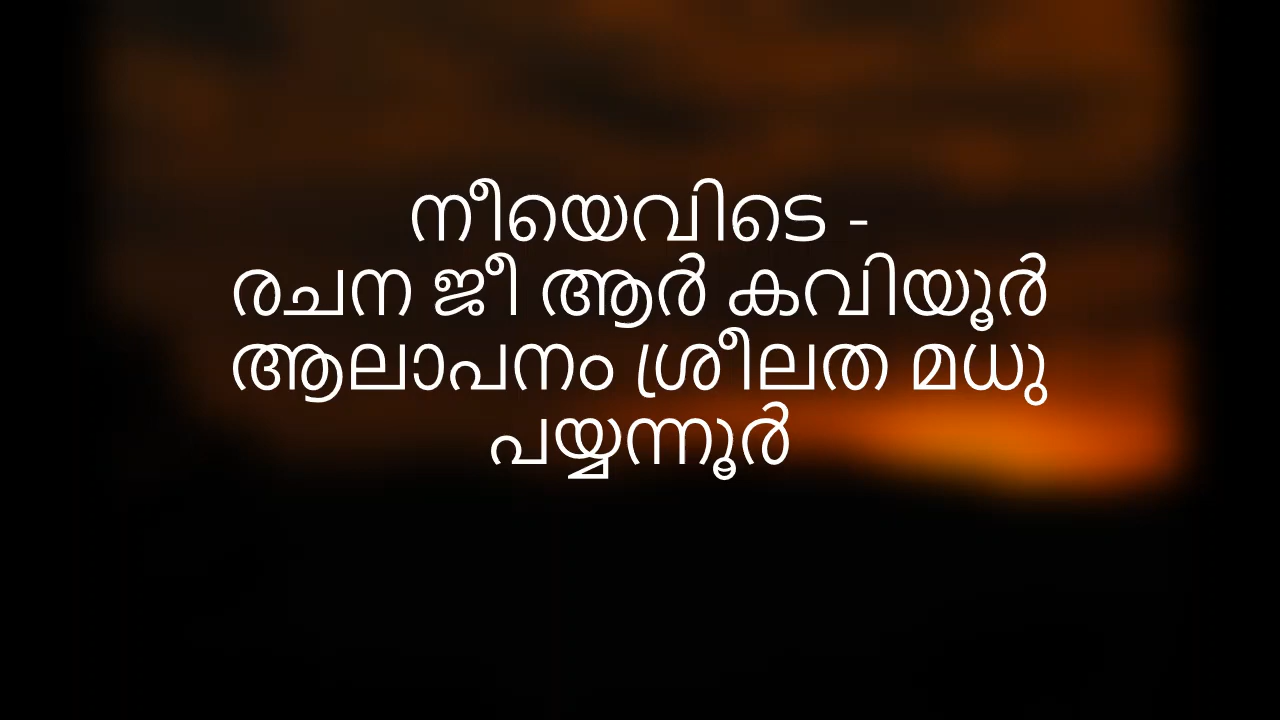 നീയെവിടെ -
രചന ജീ ആർ കവിയൂർ
ആലാപനം ശ്രീലത മധു
പയ്യന്നൂർ